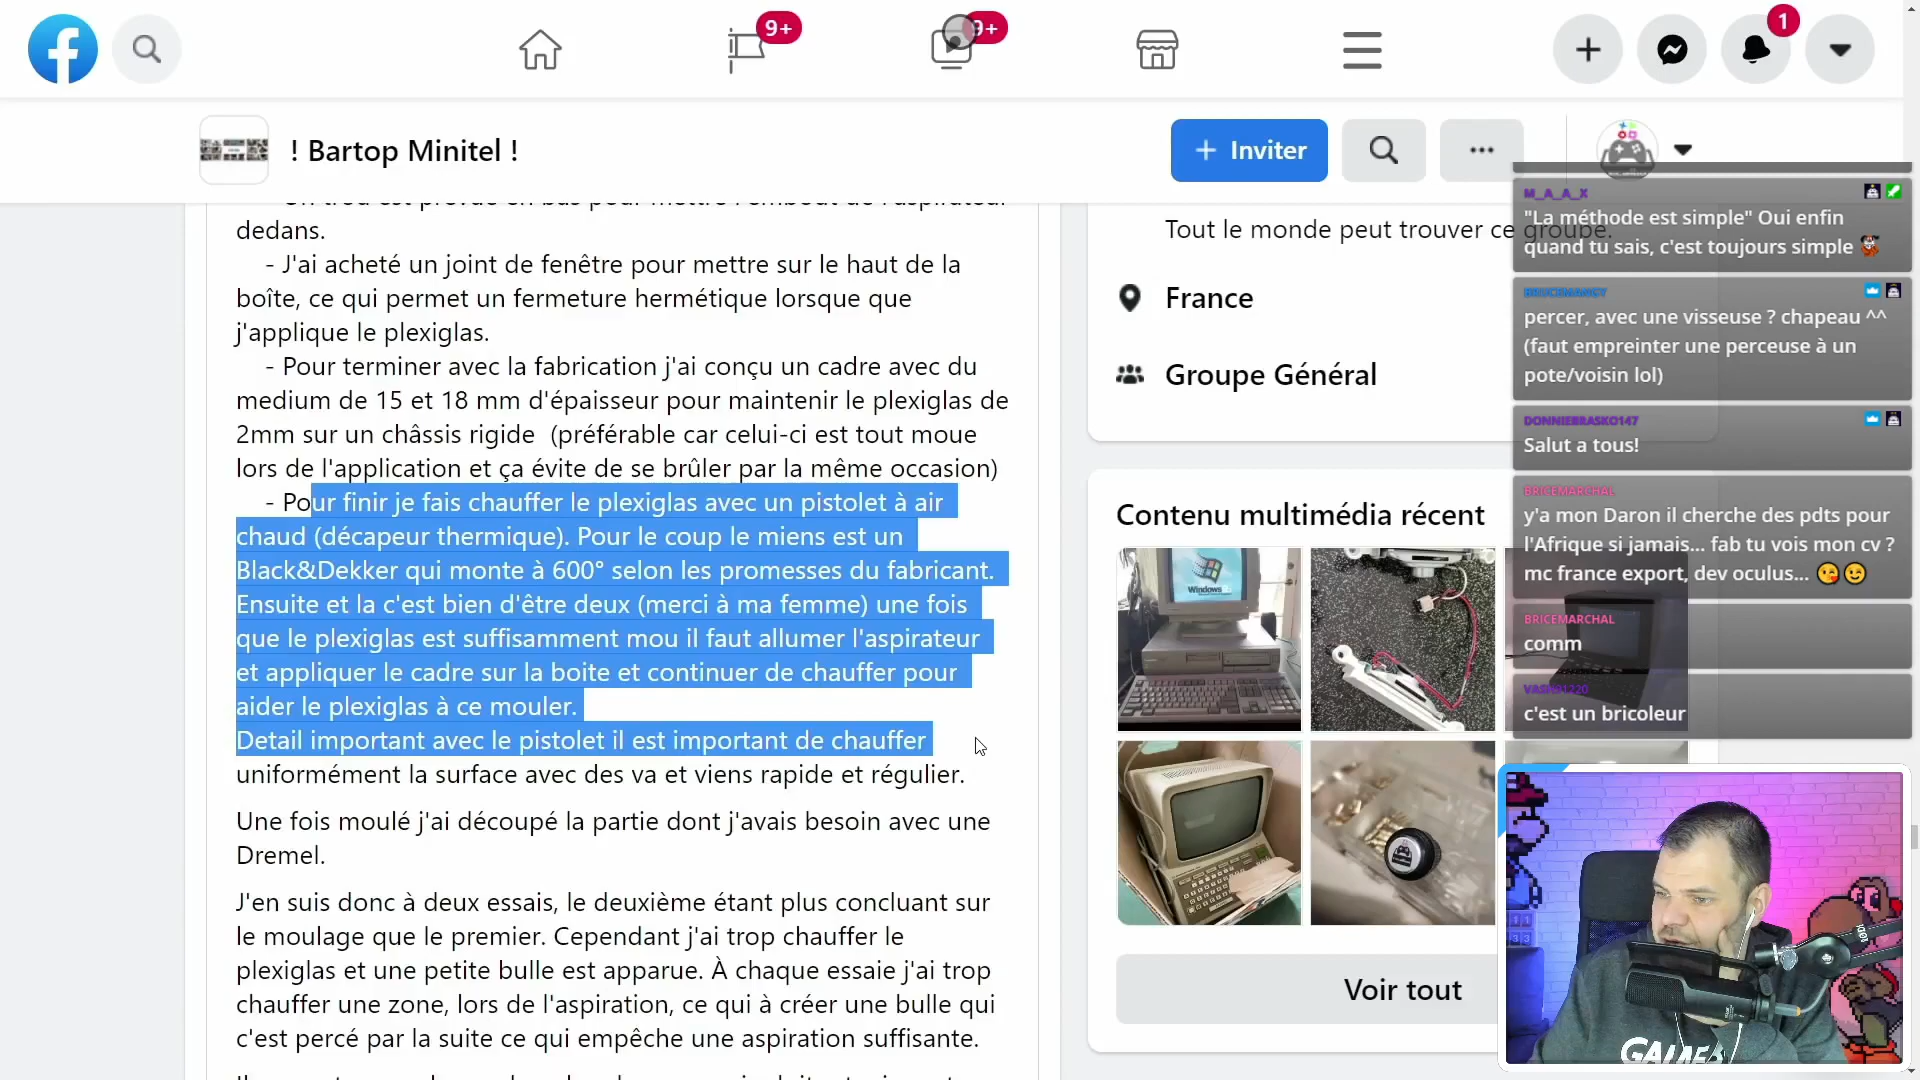 9+
9+
1
! Bartop Minitel !
Inviter
dedans.
- J'ai acheté un joint de fenêtre pour mettre sur le haut de la
boîte, ce qui permet un fermeture hermétique lorsque que
j'applique le plexiglas.
- Pour terminer avec la fabrication j'ai conçu un cadre avec du
medium de 15 et 18 mm d'épaisseur pour maintenir le plexiglas de
2mm sur un châssis rigide (préférable car celui-ci est tout moue
lors de l'application et ça évite de se brûler par la même occasion)
- Pour finir je fais chauffer le plexiglas avec un pistolet à air
chaud (décapeur thermique). Pour le coup le miens est un
Black&Dekker qui monte à 600° selon les promesses du fabricant.
Ensuite et la c'est bien d'être deux (merci à ma femme) une fois
que le plexiglas est suffisamment mou il faut allumer l'aspirateur
et appliquer le cadre sur la boite et continuer de chauffer pour
aider le plexiglas à ce mouler.
Detail important avec le pistolet il est important de chauffer
uniformément la surface avec des va et viens rapide et régulier.
Une fois moulé j'ai découpé la partie dont j'avais besoin avec une
Dremel.
J'en suis donc à deux essais, le deuxième étant plus concluant sur
le moulage que le premier. Cependant j'ai trop chauffer le
plexiglas et une petite bulle est apparue. À chaque essaie j'ai trop
chauffer une zone, lors de l'aspiration, ce qui à créer une bulle qui
c'est percé par la suite ce qui empêche une aspiration suffisante.
Tout le monde peut trouver ce groupe.
France
Groupe Général
Contenu multimédia récent
Windows
Voir tout
M_A_A_X
"La méthode est simple" Oui enfin
quand tu sais, c'est toujours simple
BRUCEMANGY
percer, avec une visseuse ? chapeau ^^
(faut empreinter une perceuse à un
pote/voisin lol)
DONNIEBRASKO147
Salut a tous!
BRICEMARCHAL
y'a mon Daron il cherche des pdts pour
l'Afrique si jamais... fab tu vois mon cv ?
mc france export, dev oculus...
BRICEMARCHAL
comm
c'est un bricoleur